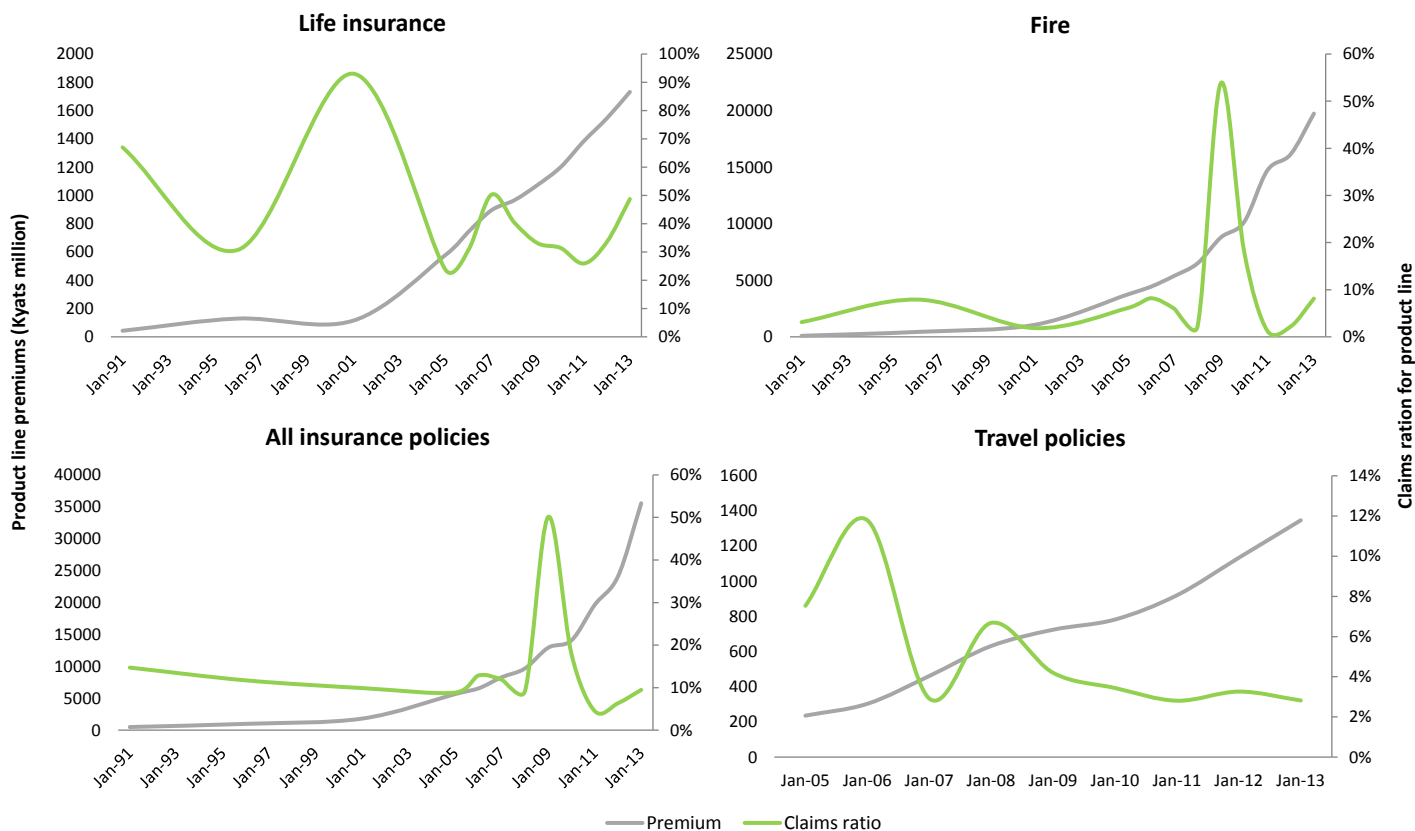 Life insurance
2000
1800
1600
1400
1200
1000
800
600
400
200
0
100%
90%
80%
70%
60%
50%
40%
30%
20%
10%
0%
Jan-91
Jan-93
Jan-95
Jan-97
Jan-99
Jan-01
Jan-03
Jan-05
Jan-07
Jan-09
Jan-11
Jan-13
Fire
25000
20000
15000
10000
5000
0
60%
50%
40%
30%
20%
10%
0%
Jan-91
Jan-93
Jan-95
Jan-97
Jan-99
Jan-01
Jan-03
Jan-05
Jan-07
Jan-09
Jan-11
Jan-13
Product line premiums (Kyats million)
Claims ration for product line
All insurance policies
40000
35000
30000
25000
20000
15000
10000
5000
0
60%
50%
40%
30%
20%
10%
0%
Jan-91
Jan-93
Jan-95
Jan-97
Jan-99
Jan-01
Jan-03
Jan-05
Jan-07
Jan-09
Jan-11
Jan-13
Travel policies
1600
1400
1200
1000
800
600
400
200
0
14%
12%
10%
8%
6%
4%
2%
0%
Jan-05 Jan-06 Jan-07 Jan-08 Jan-09 Jan-10 Jan-11 Jan-12 Jan-13
Premium Claims ratio